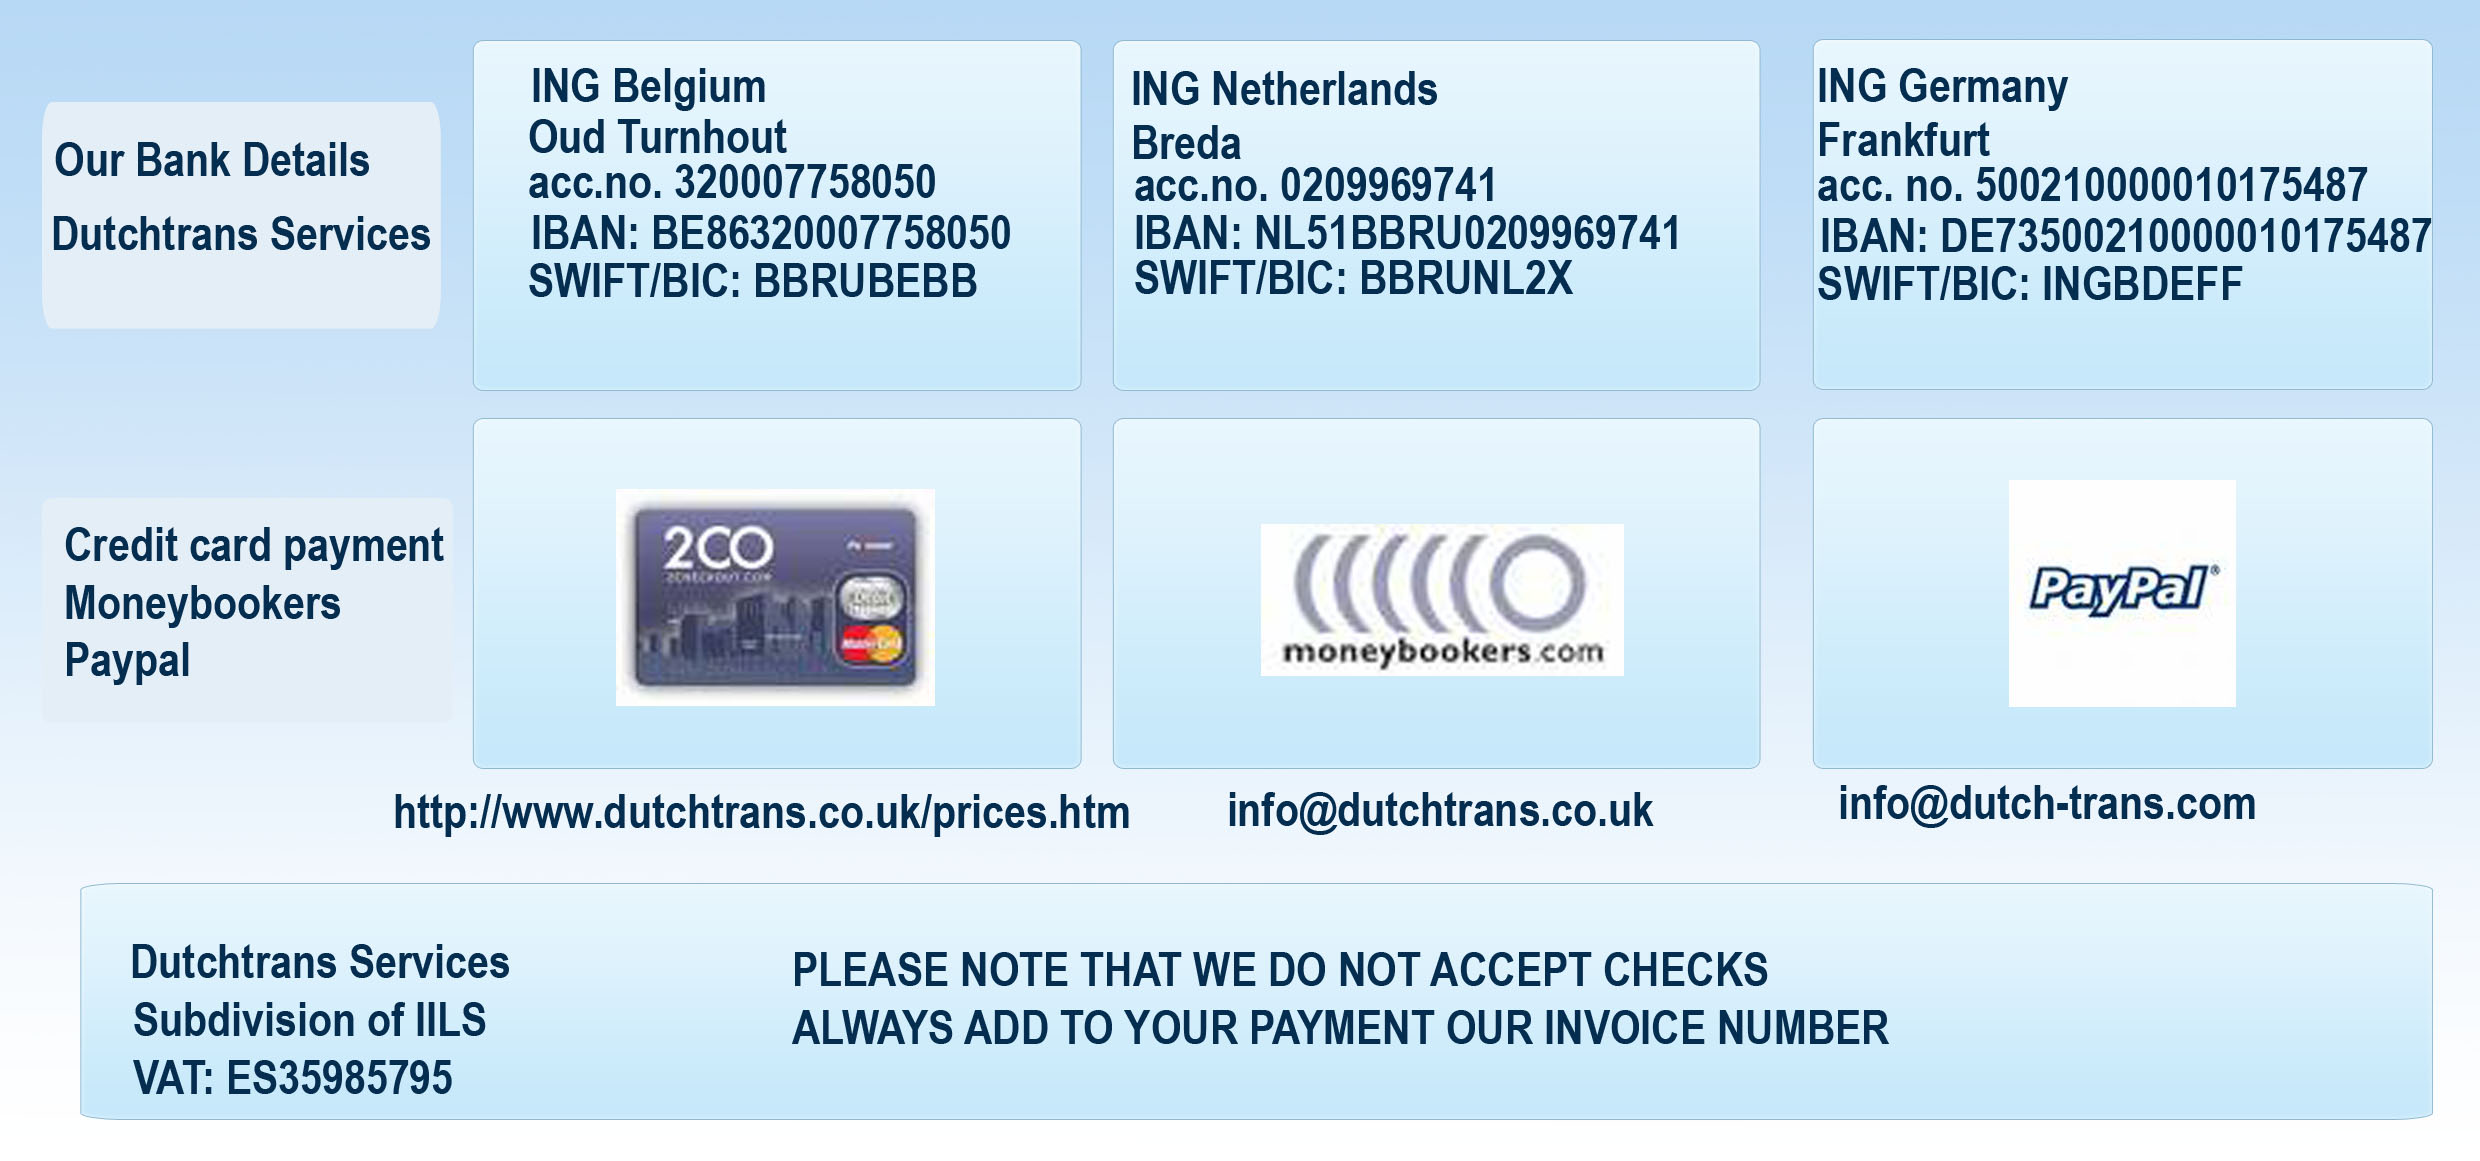 Our Bank Details
Dutchtrans Services
ING Belgium
Oud Turnhout
acc.no. 320007758050
IBAN: BE86320007758050
SWIFT/BIC: BBRUBEBB
ING Netherlands
Breda
acc.no. 0209969741
IBAN: NL51BBRU0209969741
SWIFT/BIC: BBRUNL2X
ING Germany
Frankfurt
acc. no. 500210000010175487
IBAN: DE73500210000010175487
SWIFT/BIC: INGBDEFF
Credit card payment
Moneybookers
Paypal
2CO
2CHECKOUT.COM
MasterCard
moneybookers.com
PayPal®
http://www.dutchtrans.co.uk/prices.htm
info@dutchtrans.co.uk
info@dutch-trans.com
Dutchtrans Services
Subdivision of IILS
VAT: ES35985795
PLEASE NOTE THAT WE DO NOT ACCEPT CHECKS
ALWAYS ADD TO YOUR PAYMENT OUR INVOICE NUMBER